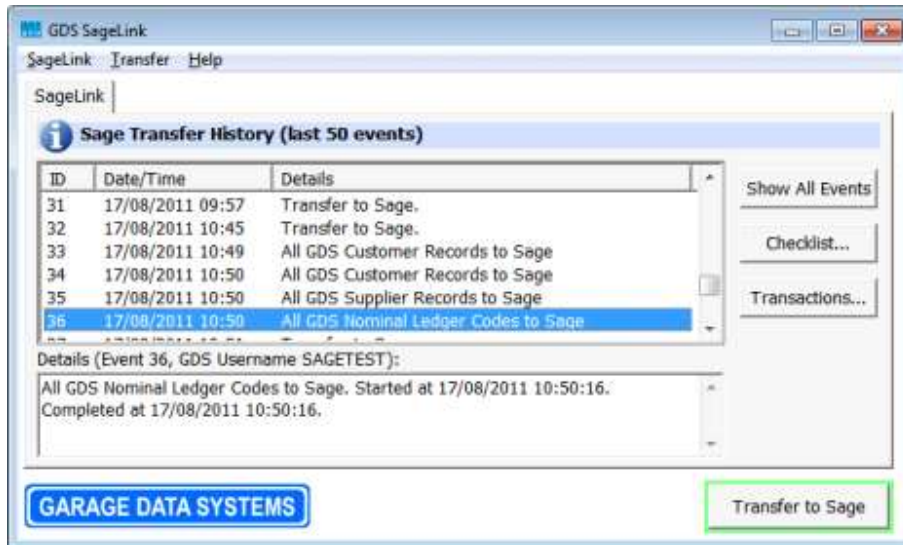 GDS SageLink
SageLink Transfer Help
SageLink
Sage Transfer History (last 50 events)
ID Date/Time Details
31 17/08/2011 09:57 Transfer to Sage.
32 17/08/2011 10:45 Transfer to Sage.
33 17/08/2011 10:49 All GDS Customer Records to Sage
34 17/08/2011 10:50 All GDS Customer Records to Sage
35 17/08/2011 10:50 All GDS Supplier Records to Sage
36 17/08/2011 10:50 All GDS Nominal Ledger Codes to Sage
Show All Events
Checklist...
Transactions...
Details (Event 36, GDS Username SAGETEST):
All GDS Nominal Ledger Codes to Sage. Started at 17/08/2011 10:50:16.
Completed at 17/08/2011 10:50:16.
GARAGE DATA SYSTEMS
Transfer to Sage